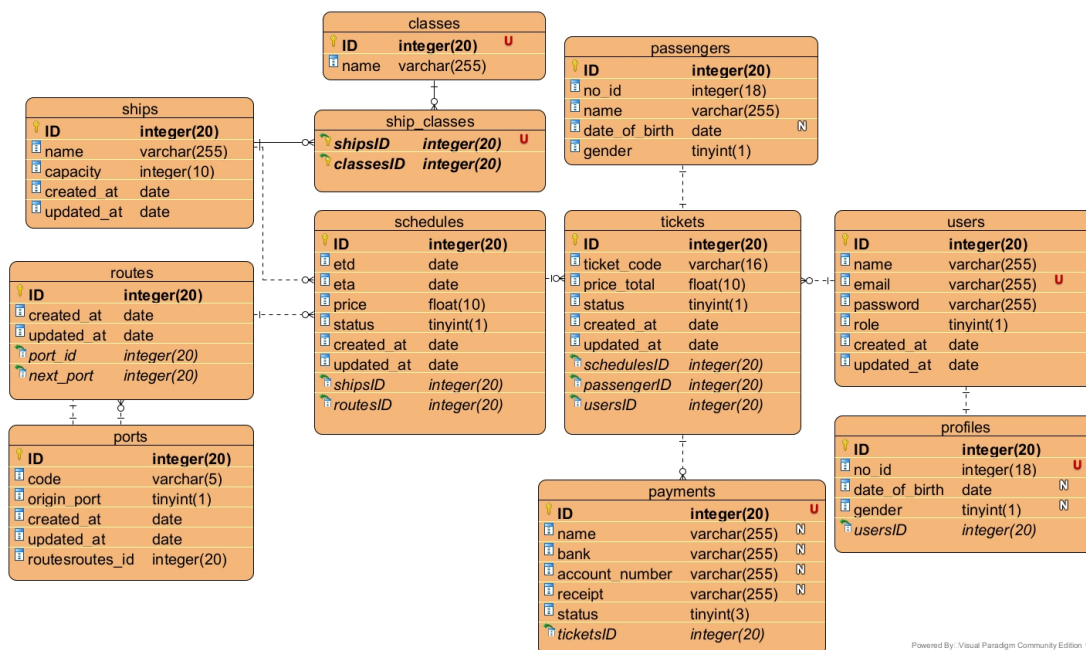 classes
ID integer(20) U
name varchar(255)
passengers
ID integer(20)
no_id integer(18)
name varchar(255)
date_of_birth date N
gender tinyint(1)
ships
ID integer(20)
name varchar(255)
capacity integer(10)
created_at date
updated_at date
ship_classes
shipsID integer(20) U
classesID integer(20)
schedules
ID integer(20)
etd date
eta date
price float(10)
status tinyint(1)
created_at date
updated_at date
shipsID integer(20)
routesID integer(20)
tickets
ID integer(20)
ticket_code varchar(16)
price_total float(10)
status tinyint(1)
created_at date
updated_at date
schedulesID integer(20)
passengerID integer(20)
usersID integer(20)
users
ID integer(20)
name varchar(255)
email varchar(255) U
password varchar(255)
role tinyint(1)
created_at date
updated_at date
routes
ID integer(20)
created_at date
updated_at date
port_id integer(20)
next_port integer(20)
ports
ID integer(20)
code varchar(5)
origin_port tinyint(1)
created_at date
updated_at date
routesroutes_id integer(20)
payments
ID integer(20) U
name varchar(255) N
bank varchar(255) N
account_number varchar(255) N
receipt varchar(255) N
status tinyint(3)
ticketsID integer(20)
profiles
ID integer(20)
no_id integer(18) U
date_of_birth date N
gender tinyint(1) N
usersID integer(20)
Powered By: Visual Paradigm Community Edition